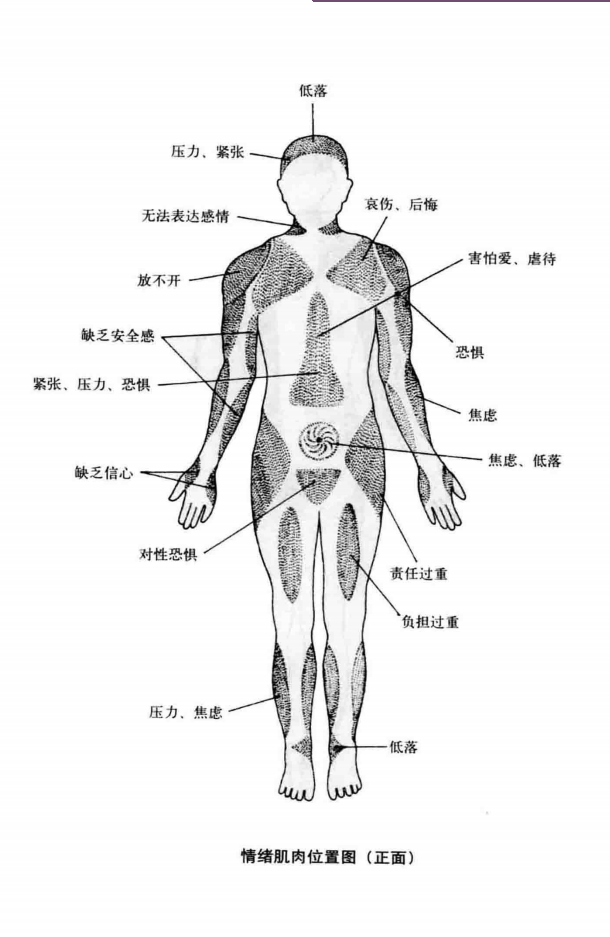 低落
压力、紧张
无法表达感情
哀伤、后悔
害怕爱、虐待
放不开
缺乏安全感
恐惧
紧张、压力、恐惧
焦虑
焦虑、低落
缺乏信心
对性恐惧
责任过重
负担过重
压力、焦虑
低落
情绪肌肉位置图（正面）